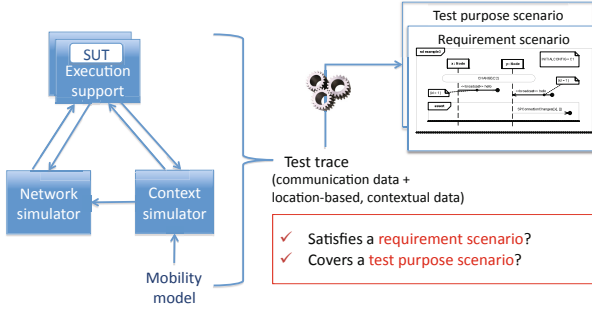 Test purpose scenario
Requirement scenario
SUT
Execution
support
Network
simulator
Context
simulator
Mobility
model
Test trace
(communication data +
location-based, contextual data)
✓ Satisfies a requirement scenario?
✓ Covers a test purpose scenario?